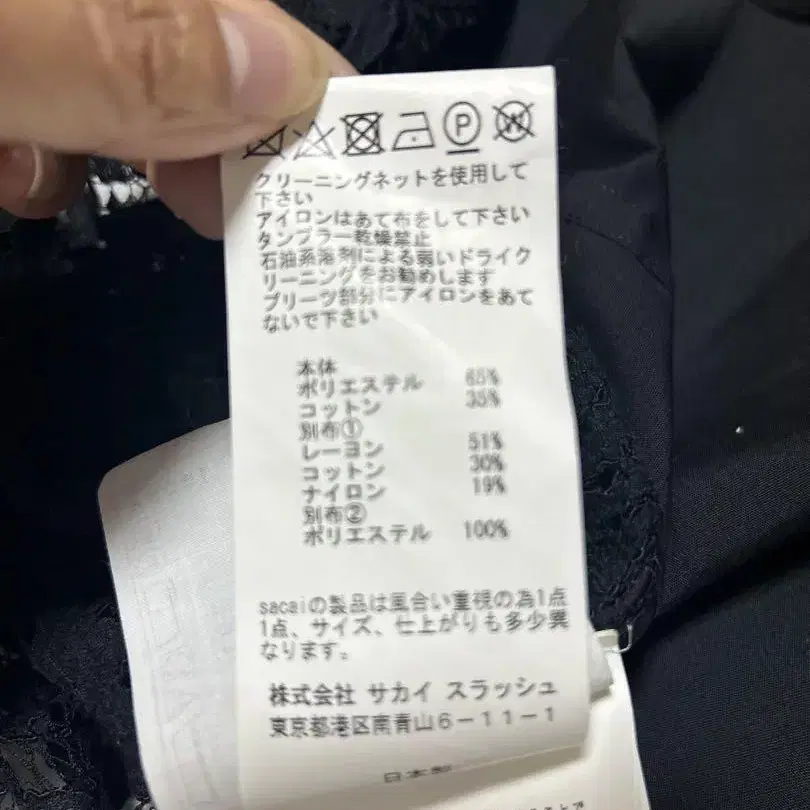 P W
クリーニングネットを使用して
下さい
アイロンはあて布をして下さい
タンブラー乾燥禁止
石油蒸溶剤による弱いドライク
リーニングをお勧めします
プリーツ部分にアイロンをあて
ないで下さい
本体
ポリエステル 65%
コットン 35%
別布①
レーヨン 51%
コットン 30%
ナイロン 19%
別布②
ポリエステル 100%
sacaiの製品は風合い重視の為1点
1点、サイズ、仕上がりも多少異
なります。
株式会社 サカイ スラッシュ
東京都港区南青山6-11-1
日本製